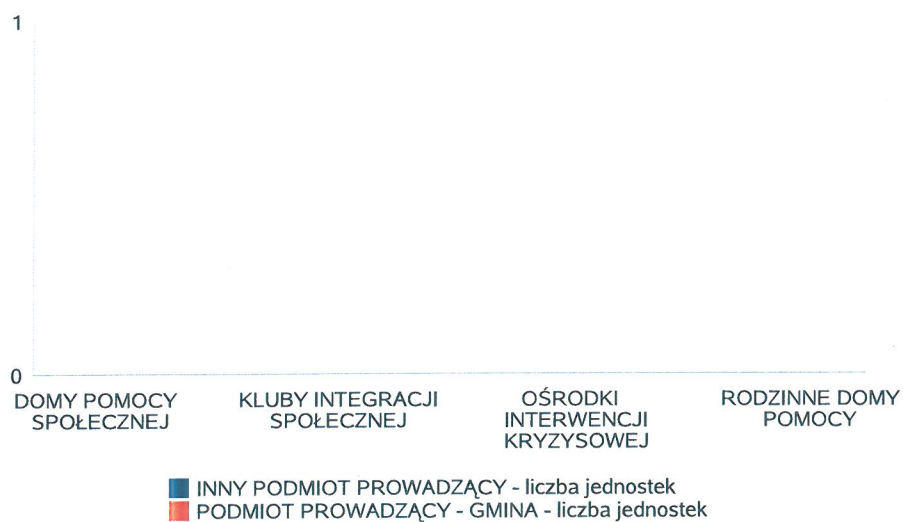 1
0
DOMY POMOCY
SPOŁECZNEJ
KLUBY INTEGRACJI
SPOŁECZNEJ
OŚRODKI
INTERWENCJI
KRYZYSOWEJ
RODZINNE DOMY
POMOCY
INNY PODMIOT PROWADZĄCY - liczba jednostek
PODMIOT PROWADZĄCY - GMINA - liczba jednostek